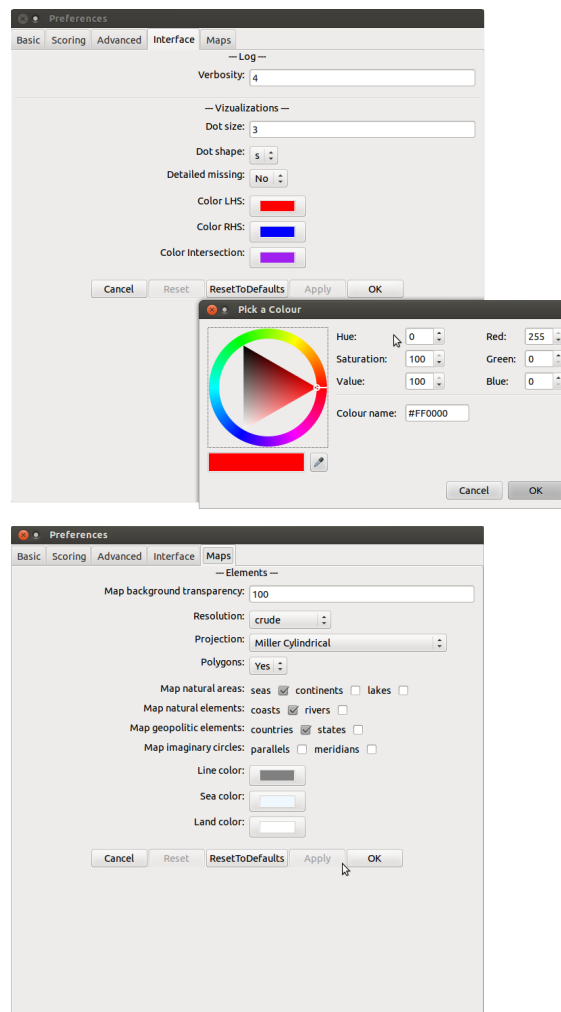 Preferences
Basic Scoring Advanced Interface Maps
--- Log ---
Verbosity: 4
--- Vizualizations ---
Dot size: 3
Dot shape: s
Detailed missing: No
Color LHS:
Color RHS:
Color Intersection:
Cancel Reset ResetToDefaults Apply OK
Pick a Colour
Hue: 0 Red: 255
Saturation: 100 Green: 0
Value: 100 Blue: 0
Colour name: #FF0000
Cancel OK
Preferences
Basic Scoring Advanced Interface Maps
--- Elements ---
Map background transparency: 100
Resolution: crude
Projection: Miller Cylindrical
Polygons: Yes
Map natural areas: seas continents lakes
Map natural elements: coasts rivers
Map geopolitic elements: countries states
Map imaginary circles: parallels meridians
Line color:
Sea color:
Land color:
Cancel Reset ResetToDefaults Apply OK